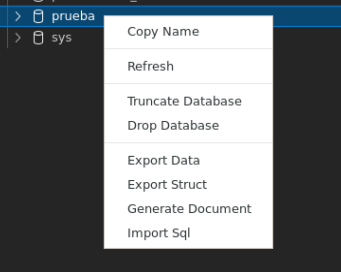 prueba
sys
Copy Name
Refresh
Truncate Database
Drop Database
Export Data
Export Struct
Generate Document
Import Sql